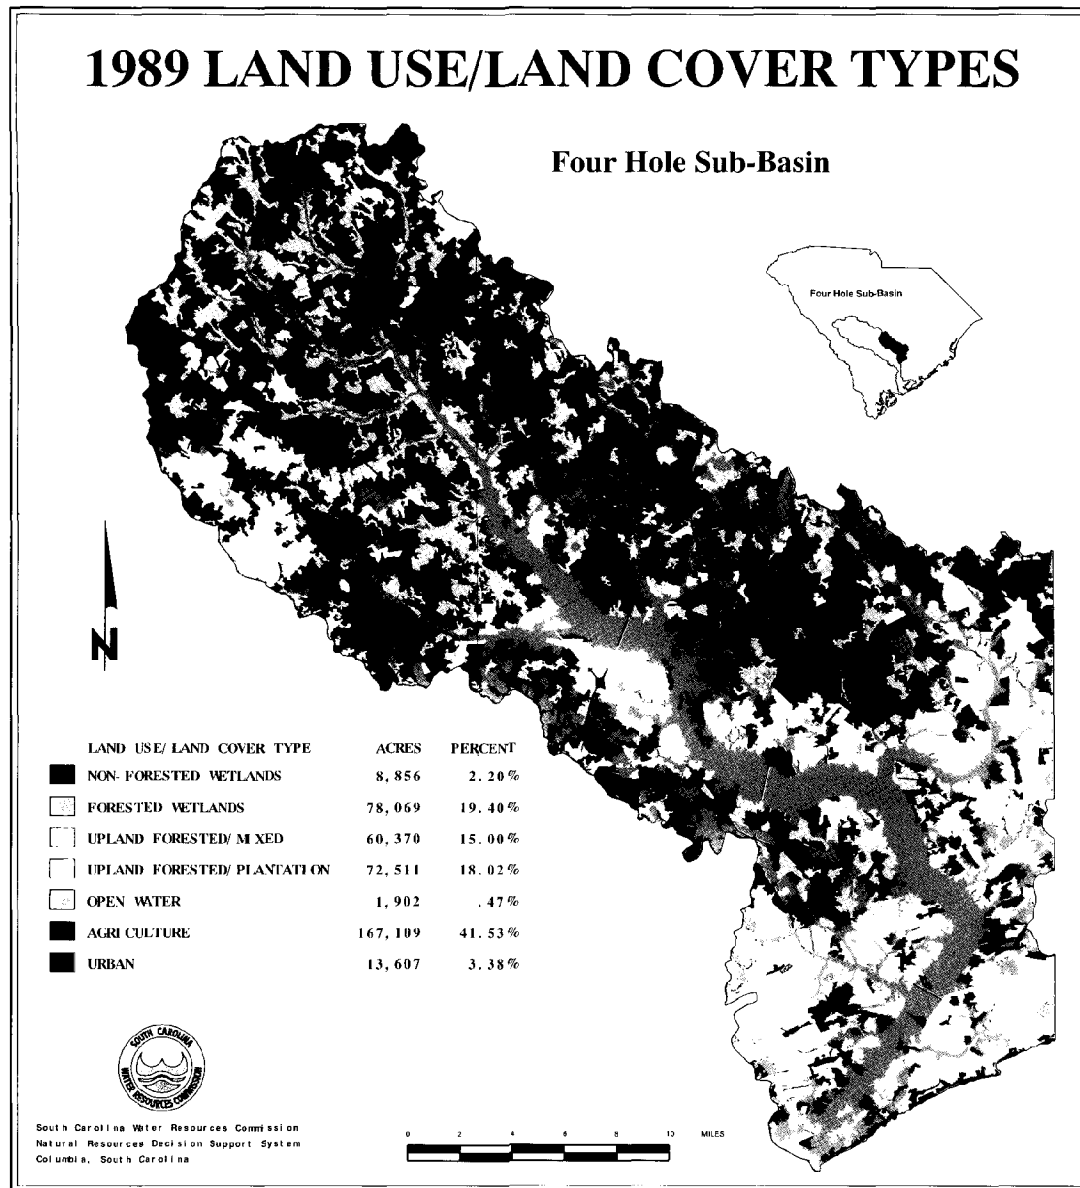 1989 LAND USE/LAND COVER TYPES
Four Hole Sub-Basin
Four Hole Sub-Basin
N
LAND USE/ LAND COVER TYPE ACRES PERCENT
NON- FORESTED WETLANDS 8,856 2.20%
FORESTED WETLANDS 78,069 19.40%
UPLAND FORESTED/ MIXED 60,370 15.00%
UPLAND FORESTED/ PLANTATION 72,511 18.02%
OPEN WATER 1,902 .47%
AGRICULTURE 167,109 41.53%
URBAN 13,607 3.38%
SOUTH CAROLINA
WATER RESOURCES COMMISSION
South Carolina Water Resources Commission
Natural Resources Decision Support System
Columbia, South Carolina
0 2 4 6 8 10 MILES